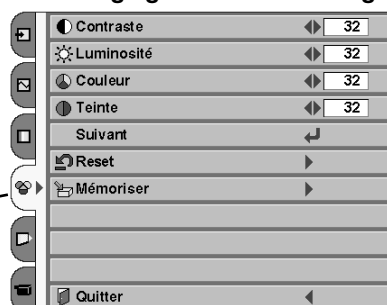 Contraste 32
Luminosité 32
Couleur 32
Teinte 32
Suivant
Reset
Mémoriser
Quitter